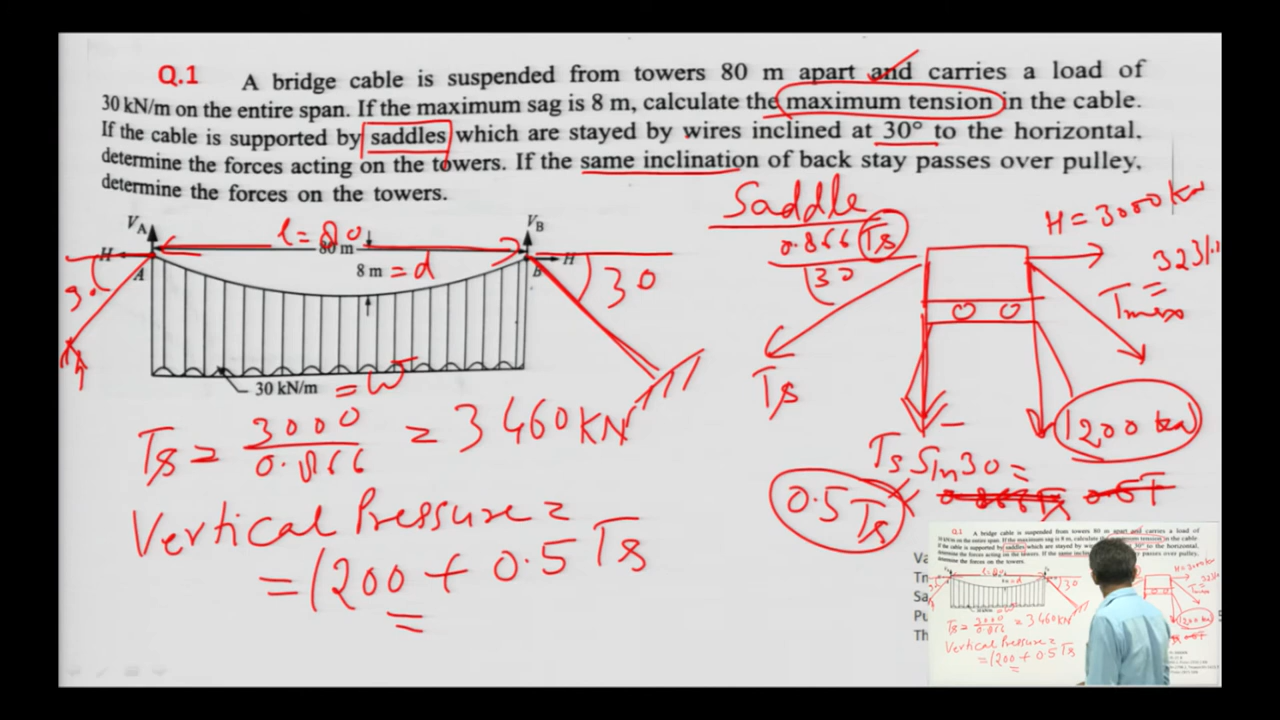 Q.1 A bridge cable is suspended from towers 80 m apart and carries a load of
30 kN/m on the entire span. If the maximum sag is 8 m, calculate the maximum tension in the cable.
If the cable is supported by saddles which are stayed by wires inclined at 30° to the horizontal,
determine the forces acting on the towers. If the same inclination of back stay passes over pulley,
determine the forces on the towers.
Saddle
0.866 Ts
30
H = 3000 kN
Tmax =
Ts
1200 kN
Ts Sin 30 =
0.5 Ts
VA
VB
l = 80
80 m
H
H
A
B
8 m = d
30
30
30 kN/m = w
Ts = 3000 / 0.866 = 3460 KN
Vertical Pressure =
= 1200 + 0.5 Ts